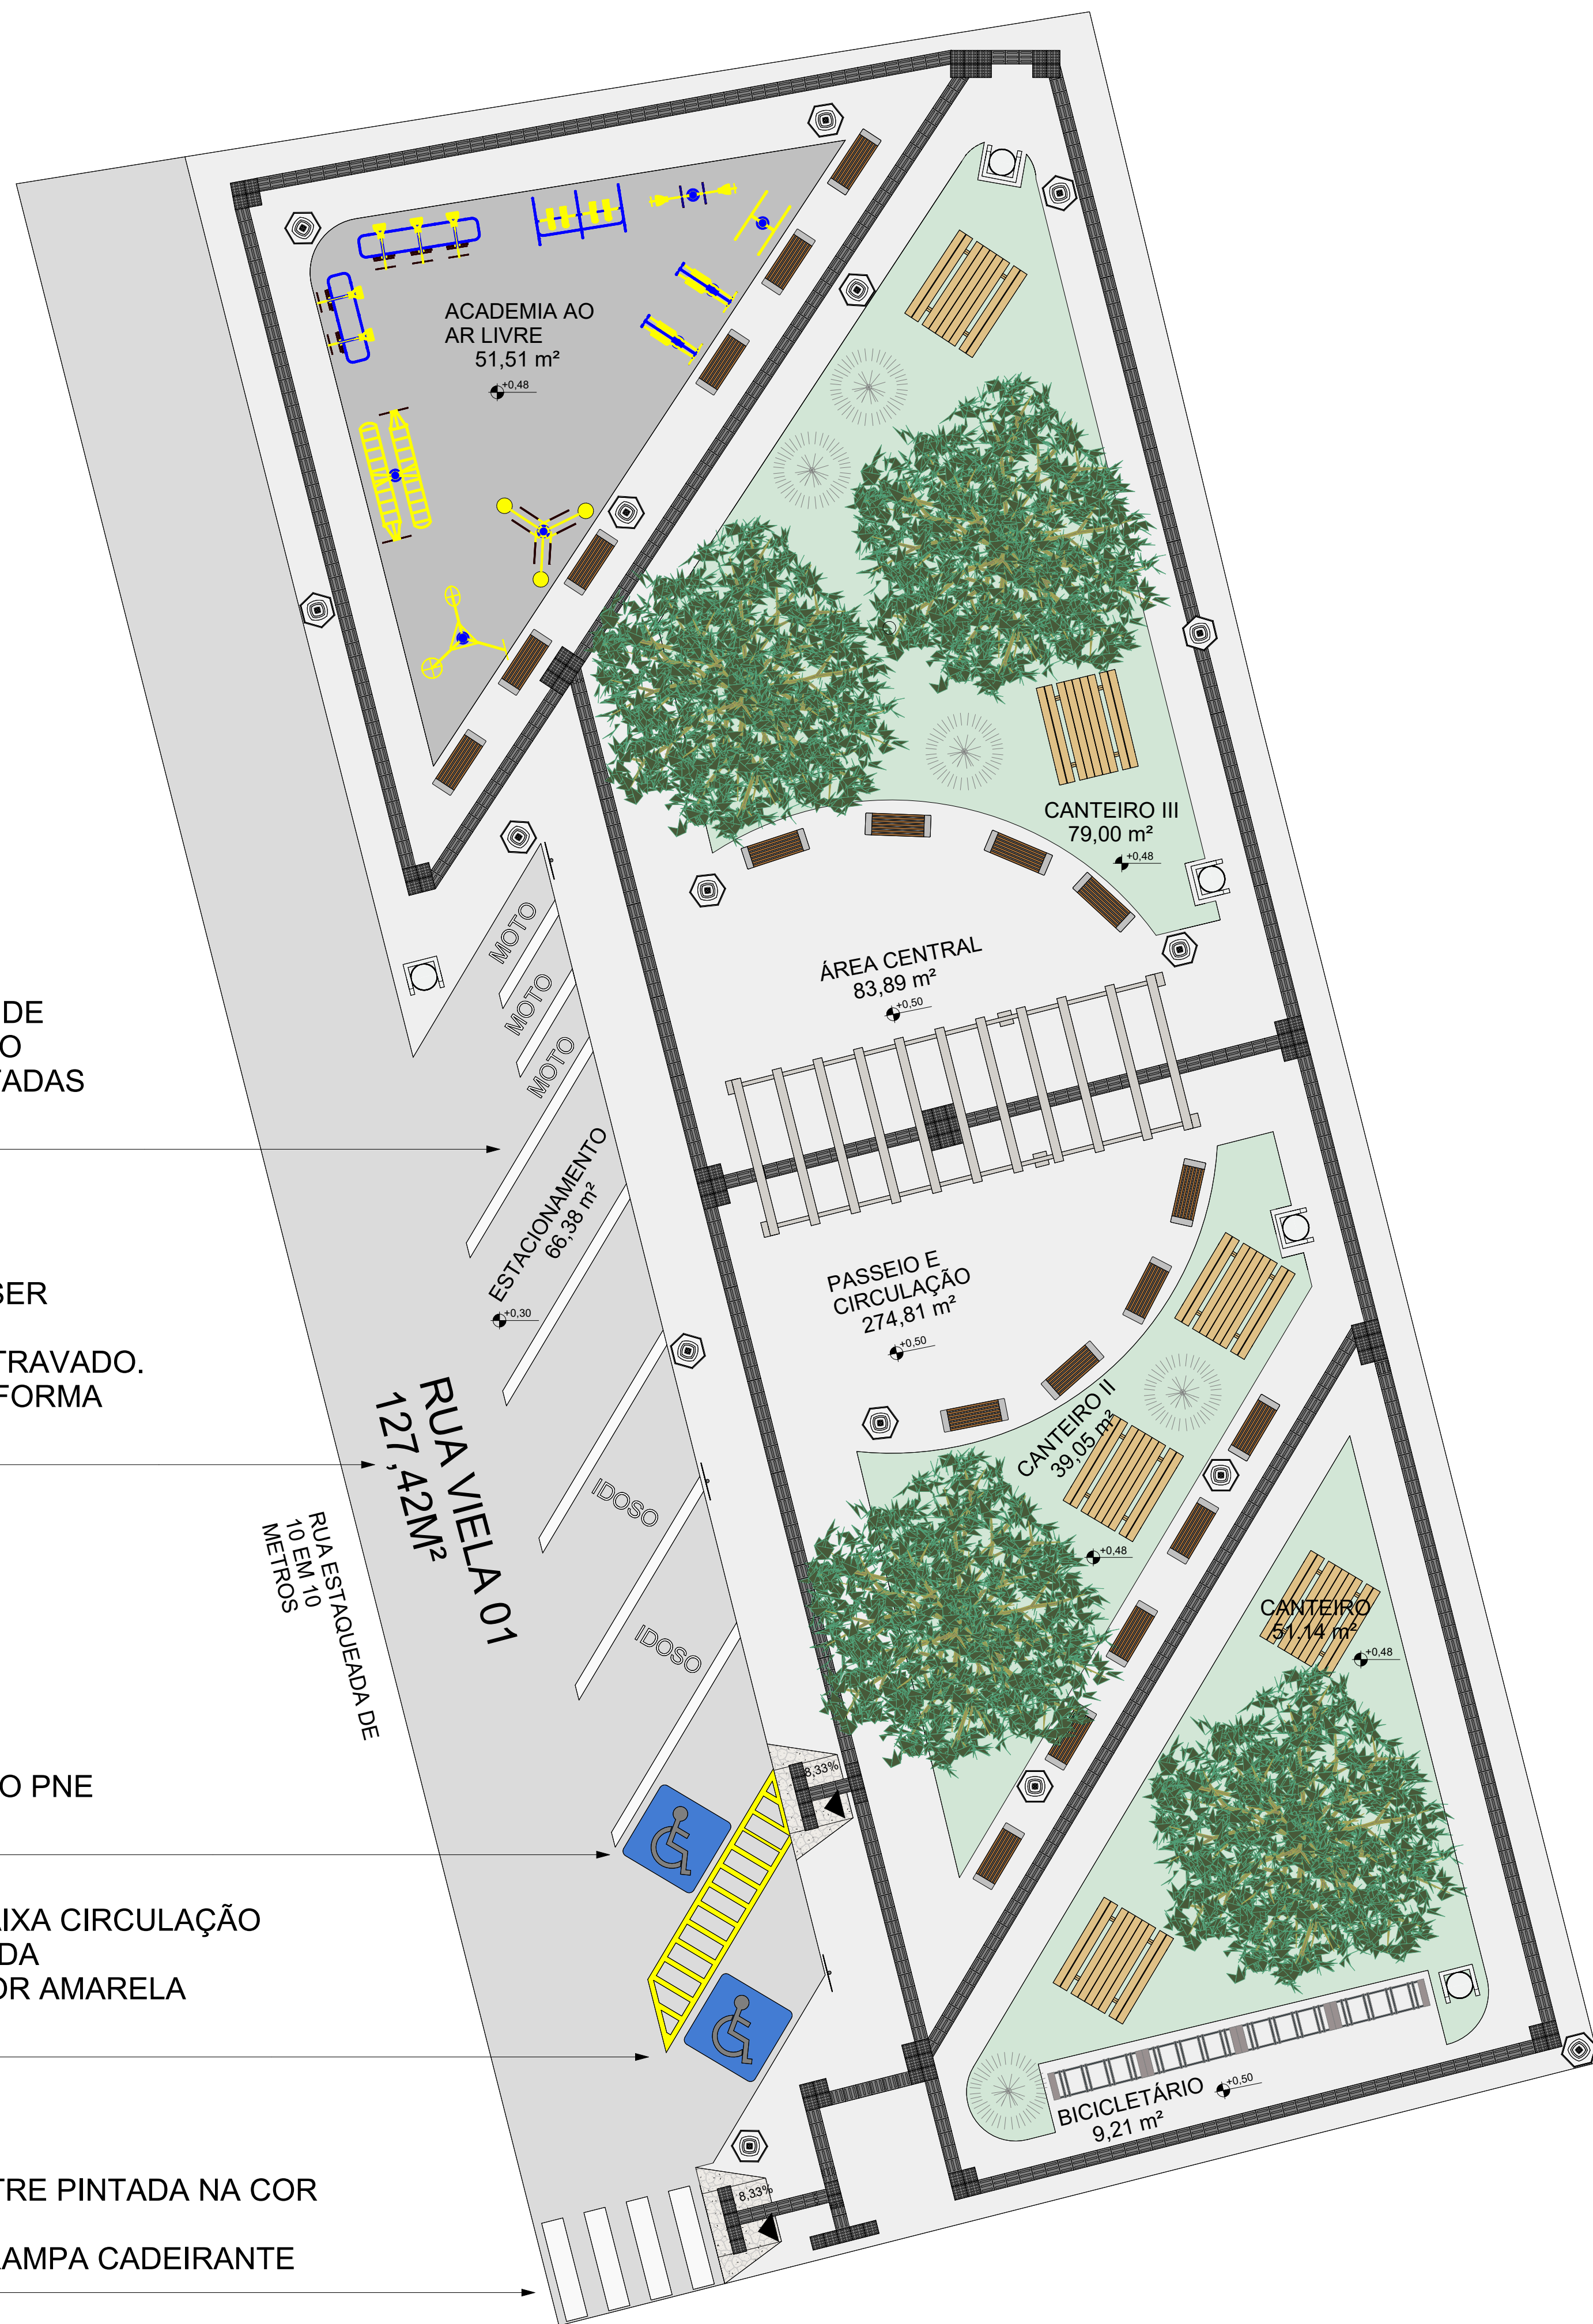 ACADEMIA AO
AR LIVRE
51,51 m²
+0,48
CANTEIRO III
79,00 m²
+0,48
MOTO
MOTO
MOTO
ÁREA CENTRAL
83,89 m²
+0,50
DE
O
TADAS
ESTACIONAMENTO
66,38 m²
+0,30
PASSEIO E
CIRCULAÇÃO
274,81 m²
+0,50
SER
TRAVADO.
FORMA
RUA VIELA 01
127,42M²
CANTEIRO II
39,05 m²
+0,48
IDOSO
IDOSO
RUA ESTAQUEADA DE
10 EM 10
METROS
CANTEIRO
51.14 m²
+0,48
O PNE
8,33%
AIXA CIRCULAÇÃO
DA
OR AMARELA
BICICLETÁRIO
9,21 m²
+0,50
TRE PINTADA NA COR
8,33%
RAMPA CADEIRANTE